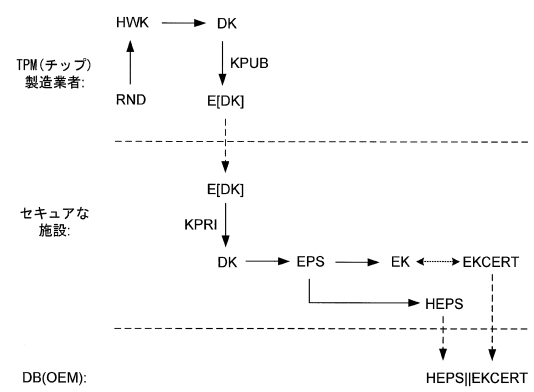 HWK DK
TPM(チップ)
製造業者:
KPUB
RND E[DK]
E[DK]
セキュアな
施設:
KPRI
DK EPS EK EKCERT
HEPS
DB(OEM): HEPS||EKCERT